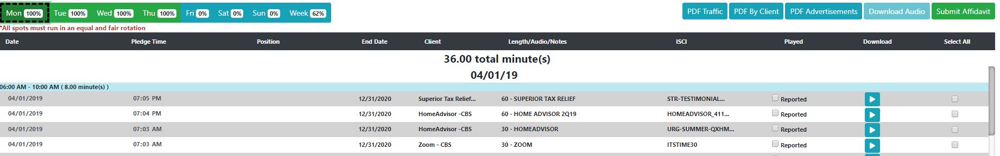 Mon 100% Tue 100% Wed 100% Thu 100% Fri 0% Sat 0% Sun 0% Week 62% PDF Traffic PDF By Client PDF Advertisements Download Audio Submit Affidavit
*All spots must run in an equal and fair rotation
Date Pledge Time Position End Date Client Length/Audio/Notes ISCI Played Download Select All
36.00 total minute(s)
04/01/19
06:00 AM - 10:00 AM ( 8.00 minute(s) )
04/01/2019 07:05 PM 12/31/2020 Superior Tax Relief... 60 - SUPERIOR TAX RELIEF STR-TESTIMONIAL... Reported
04/01/2019 07:04 PM 12/31/2020 HomeAdvisor -CBS 60 - HOME ADVISOR 2Q19 HOMEADVISOR_411... Reported
04/01/2019 07:03 AM 12/31/2020 HomeAdvisor -CBS 30 - HOMEADVISOR URG-SUMMER-QXHM... Reported
04/01/2019 07:03 AM 12/31/2020 Zoom - CBS 30 - ZOOM ITSTIME30 Reported